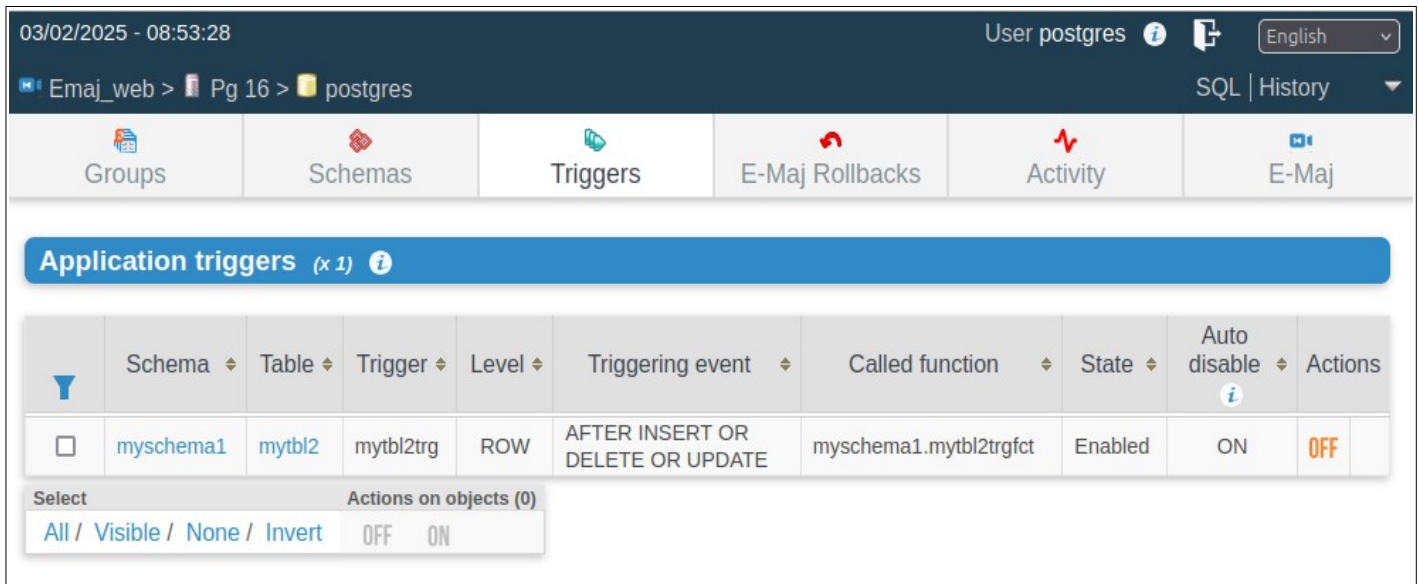 03/02/2025 - 08:53:28 User postgres i English
Emaj_web > Pg 16 > postgres SQL | History
Groups Schemas Triggers E-Maj Rollbacks Activity E-Maj
Application triggers (x 1) i
Schema Table Trigger Level Triggering event Called function State Auto disable i Actions
myschema1 mytbl2 mytbl2trg ROW AFTER INSERT OR DELETE OR UPDATE myschema1.mytbl2trgfct Enabled ON OFF
Select Actions on objects (0)
All / Visible / None / Invert OFF ON